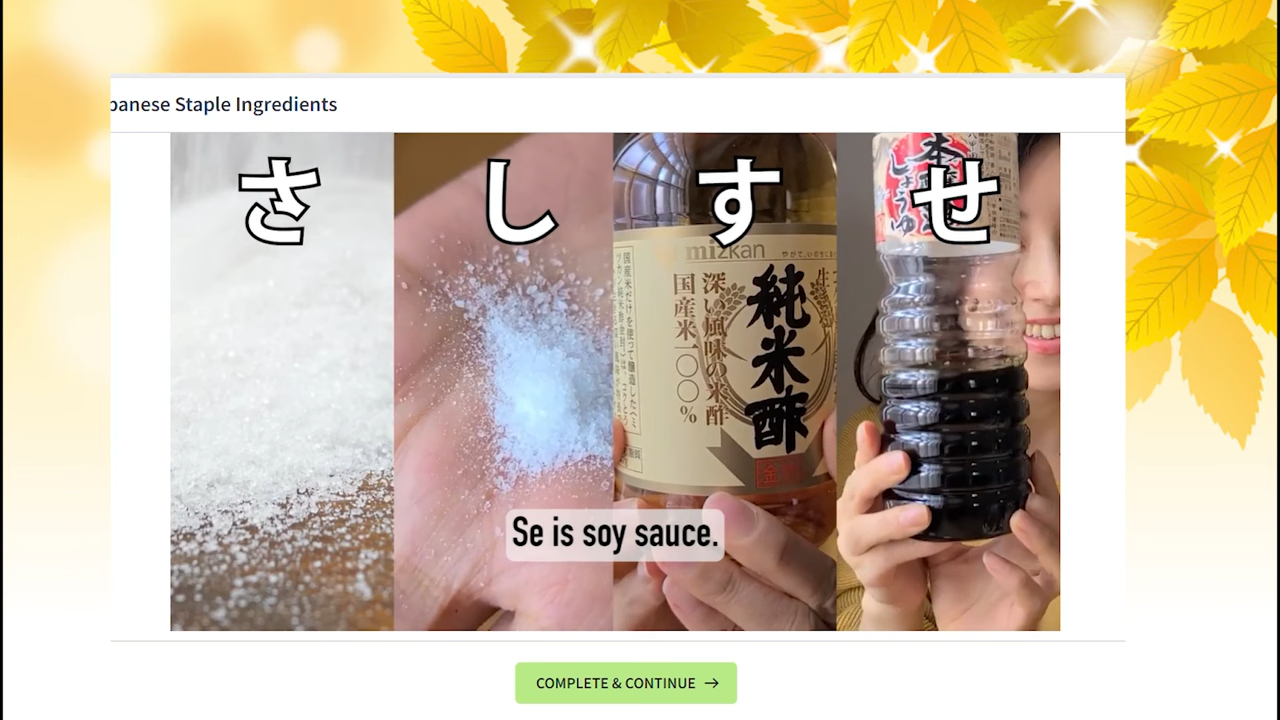 panese Staple Ingredients
さ し す せ
mizkan
純米酢
深い風味の米酢
国産米一〇〇%
しょうゆ
Se is soy sauce.
COMPLETE & CONTINUE →